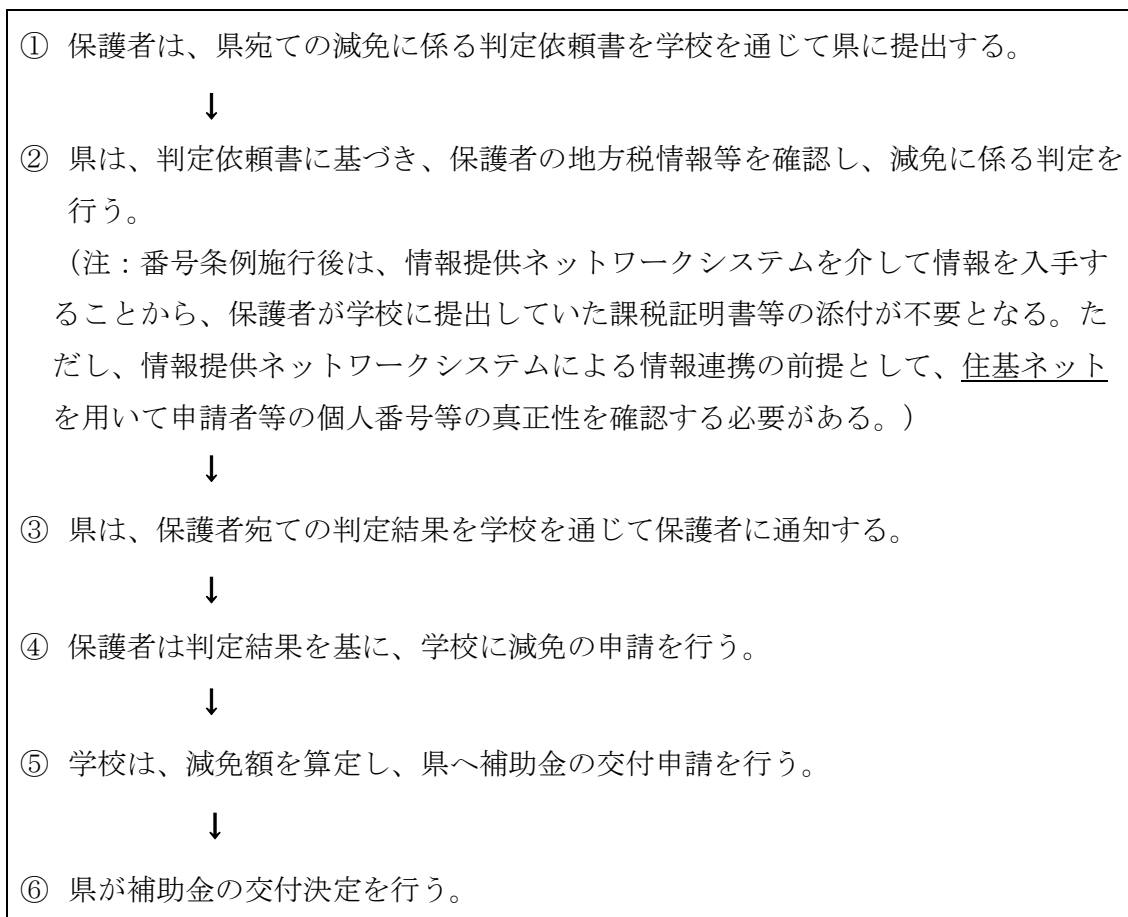 ① 保護者は、県宛ての減免に係る判定依頼書を学校を通じて県に提出する。
↓
② 県は、判定依頼書に基づき、保護者の地方税情報等を確認し、減免に係る判定を
行う。
（注：番号条例施行後は、情報提供ネットワークシステムを介して情報を入手す
ることから、保護者が学校に提出していた課税証明書等の添付が不要となる。た
だし、情報提供ネットワークシステムによる情報連携の前提として、住基ネット
を用いて申請者等の個人番号等の真正性を確認する必要がある。）
↓
③ 県は、保護者宛ての判定結果を学校を通じて保護者に通知する。
↓
④ 保護者は判定結果を基に、学校に減免の申請を行う。
↓
⑤ 学校は、減免額を算定し、県へ補助金の交付申請を行う。
↓
⑥ 県が補助金の交付決定を行う。